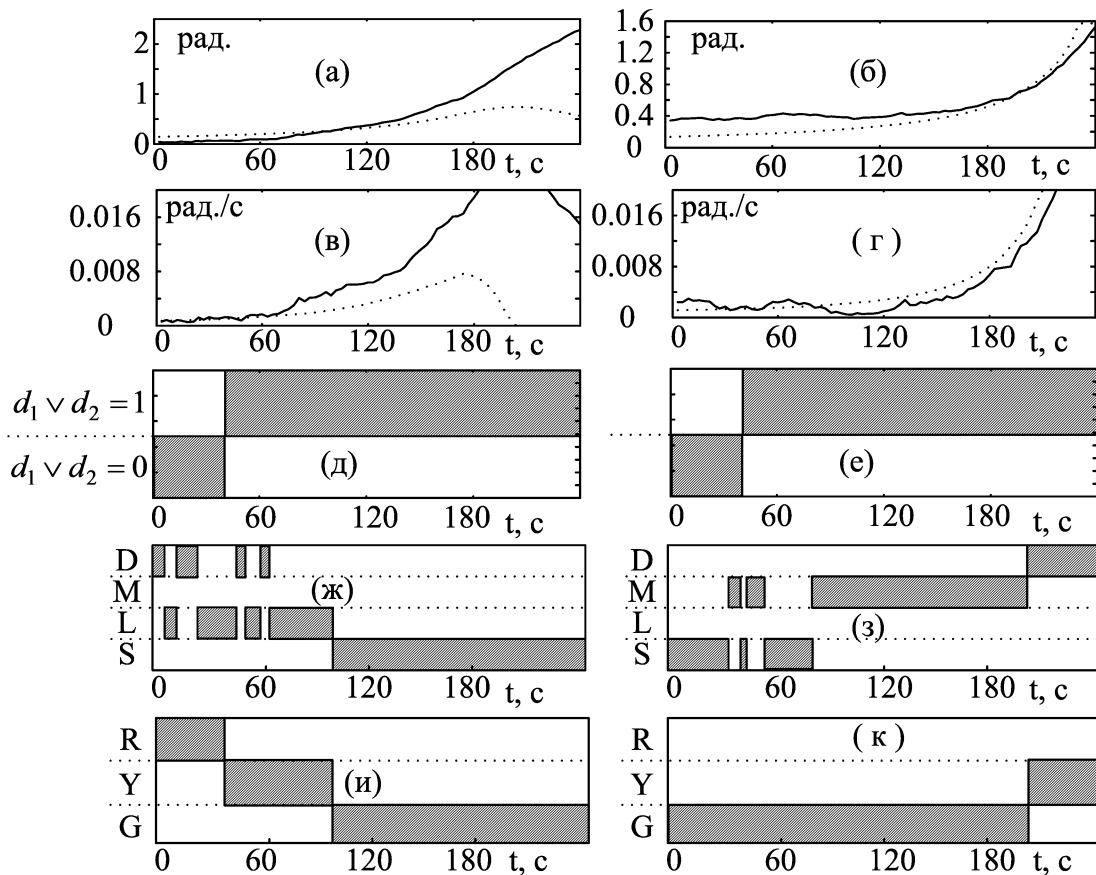 2
рад.
(а)
1
0
0
60
120
180
t, с
1.6
рад.
1.2
(б)
0.8
0.4
0
0
60
120
180
t, с
рад./с
0.016
(в)
0.008
0
0
60
120
180
t, с
рад./с
0.016
( г )
0.008
0
0
60
120
180
t, с
d₁ ∨ d₂ = 1
d₁ ∨ d₂ = 0
(д)
0
60
120
180
t, с
(е)
0
60
120
180
t, с
D
M
(ж)
L
S
0
60
120
180
t, с
D
M
L
(з)
S
0
60
120
180
t, с
R
Y
(и)
G
0
60
120
180
t, с
R
( к )
Y
G
0
60
120
180
t, с